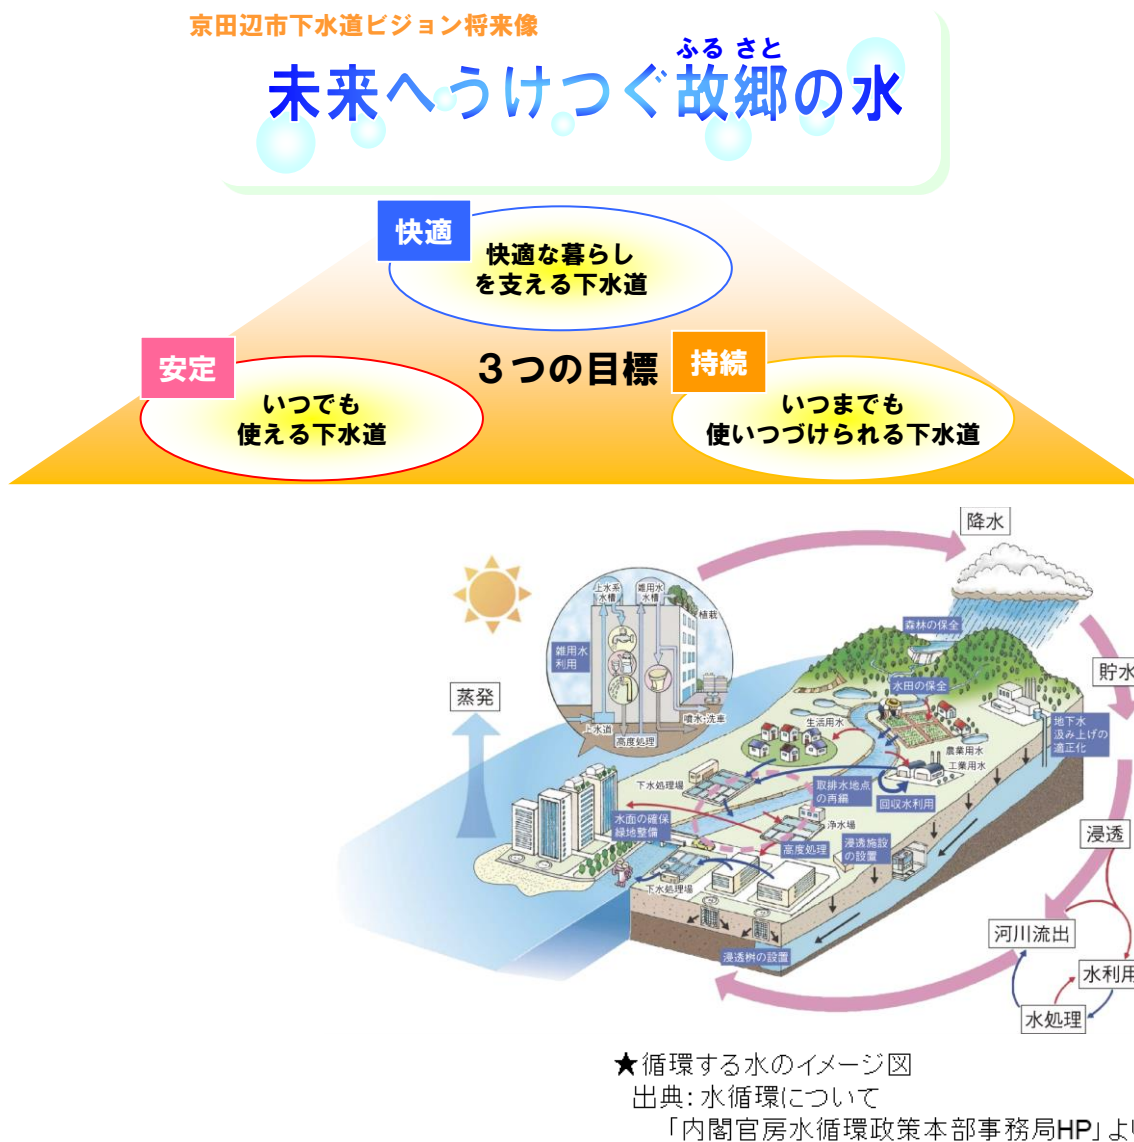 京田辺市下水道ビジョン将来像
ふる さと
未来へうけつぐ故郷の水
快適
快適な暮らし
を支える下水道
3つの目標
安定
いつでも
使える下水道
持続
いつまでも
使いつづけられる下水道
降水
上水系
水槽
雑用水
水槽
植栽
雑用水
利用
上水道
高度処理
噴水・洗車
森林の保全
貯水
蒸発
水田の保全
地下水
汲み上げの
適正化
生活用水
農業用水
工業用水
下水処理場
取排水地点
の再編
回収水利用
水面の確保
緑地整備
浄水場
高度処理
浸透施設
の設置
浸透
下水処理場
河川流出
浸透桝の設置
水利用
水処理
★循環する水のイメージ図
出典：水循環について
「内閣官房水循環政策本部事務局HP」よ